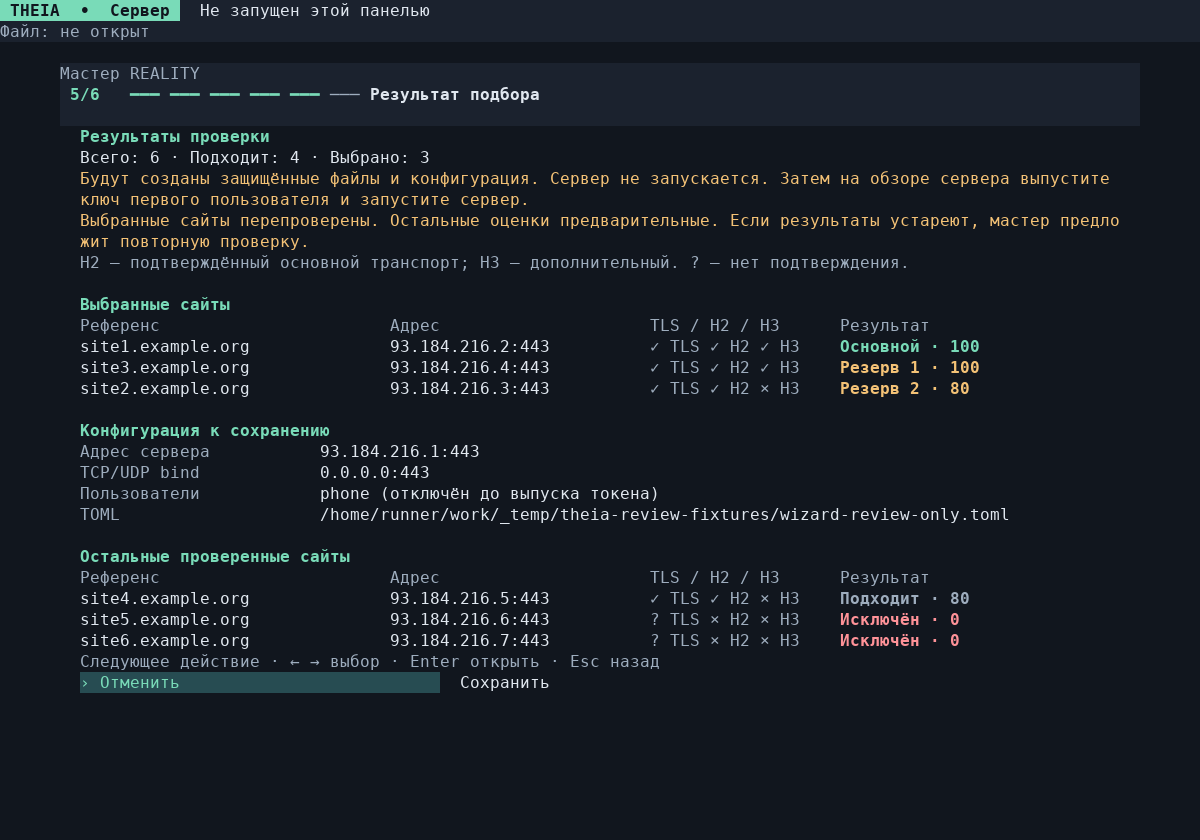 THEIA • Сервер Не запущен этой панелью
Файл: не открыт
Мастер REALITY
5/6 ━━━ ━━━ ━━━ ━━━ ━━━ ─── Результат подбора
Результаты проверки
Всего: 6 · Подходит: 4 · Выбрано: 3
Будут созданы защищённые файлы и конфигурация. Сервер не запускается. Затем на обзоре сервера выпустите
ключ первого пользователя и запустите сервер.
Выбранные сайты перепроверены. Остальные оценки предварительные. Если результаты устареют, мастер предло
жит повторную проверку.
H2 — подтверждённый основной транспорт; H3 — дополнительный. ? — нет подтверждения.
Выбранные сайты
Референс Адрес TLS / H2 / H3 Результат
site1.example.org 93.184.216.2:443 ✓ TLS ✓ H2 ✓ H3 Основной · 100
site3.example.org 93.184.216.4:443 ✓ TLS ✓ H2 ✓ H3 Резерв 1 · 100
site2.example.org 93.184.216.3:443 ✓ TLS ✓ H2 × H3 Резерв 2 · 80
Конфигурация к сохранению
Адрес сервера 93.184.216.1:443
TCP/UDP bind 0.0.0.0:443
Пользователи phone (отключён до выпуска токена)
TOML /home/runner/work/_temp/theia-review-fixtures/wizard-review-only.toml
Остальные проверенные сайты
Референс Адрес TLS / H2 / H3 Результат
site4.example.org 93.184.216.5:443 ✓ TLS ✓ H2 × H3 Подходит · 80
site5.example.org 93.184.216.6:443 ? TLS × H2 × H3 Исключён · 0
site6.example.org 93.184.216.7:443 ? TLS × H2 × H3 Исключён · 0
Следующее действие · ← → выбор · Enter открыть · Esc назад
› Отменить Сохранить